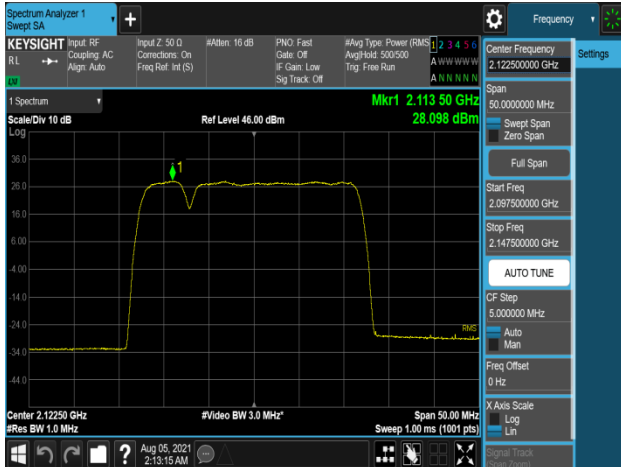 Spectrum Analyzer 1
Swept SA
+
Frequency
KEYSIGHT
RL
LU
Input: RF
Coupling: AC
Align: Auto
Input Z: 50 Ω
Corrections: On
Freq Ref: Int (S)
#Atten: 16 dB
PNO: Fast
Gate: Off
IF Gain: Low
Sig Track: Off
#Avg Type: Power (RMS
Avg|Hold: 500/500
Trig: Free Run
1 2 3 4 5 6
A W W W W W
A N N N N N
Center Frequency
2.122500000 GHz
Settings
Span
50.0000000 MHz
Swept Span
Zero Span
Full Span
Start Freq
2.097500000 GHz
Stop Freq
2.147500000 GHz
AUTO TUNE
CF Step
5.000000 MHz
Auto
Man
Freq Offset
0 Hz
X Axis Scale
Log
Lin
Signal Track
(Span Zoom)
1 Spectrum
Scale/Div 10 dB
Log
Ref Level 46.00 dBm
Mkr1 2.113 50 GHz
28.098 dBm
1
36.0
26.0
16.0
6.00
-4.00
-14.0
-24.0
-34.0
-44.0
RMS
Center 2.12250 GHz
#Res BW 1.0 MHz
#Video BW 3.0 MHz*
Span 50.00 MHz
Sweep 1.00 ms (1001 pts)
?
Aug 05, 2021
2:13:15 AM